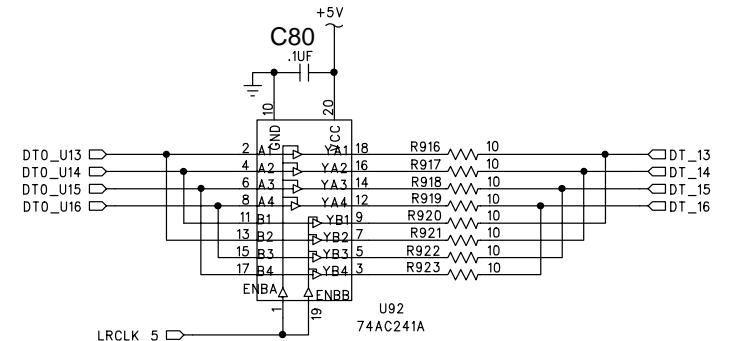 +5V
C80
.1UF
10
20
GND
VCC
DTO_U13 2 A1 YA1 18 R916 10 DT_13
DTO_U14 4 A2 YA2 16 R917 10 DT_14
DTO_U15 6 A3 YA3 14 R918 10 DT_15
DTO_U16 8 A4 YA4 12 R919 10 DT_16
11 B1 YB1 9 R920 10
13 B2 YB2 7 R921 10
15 B3 YB3 5 R922 10
17 B4 YB4 3 R923 10
ENBA ENBB
1 19
U92
74AC241A
LRCLK 5